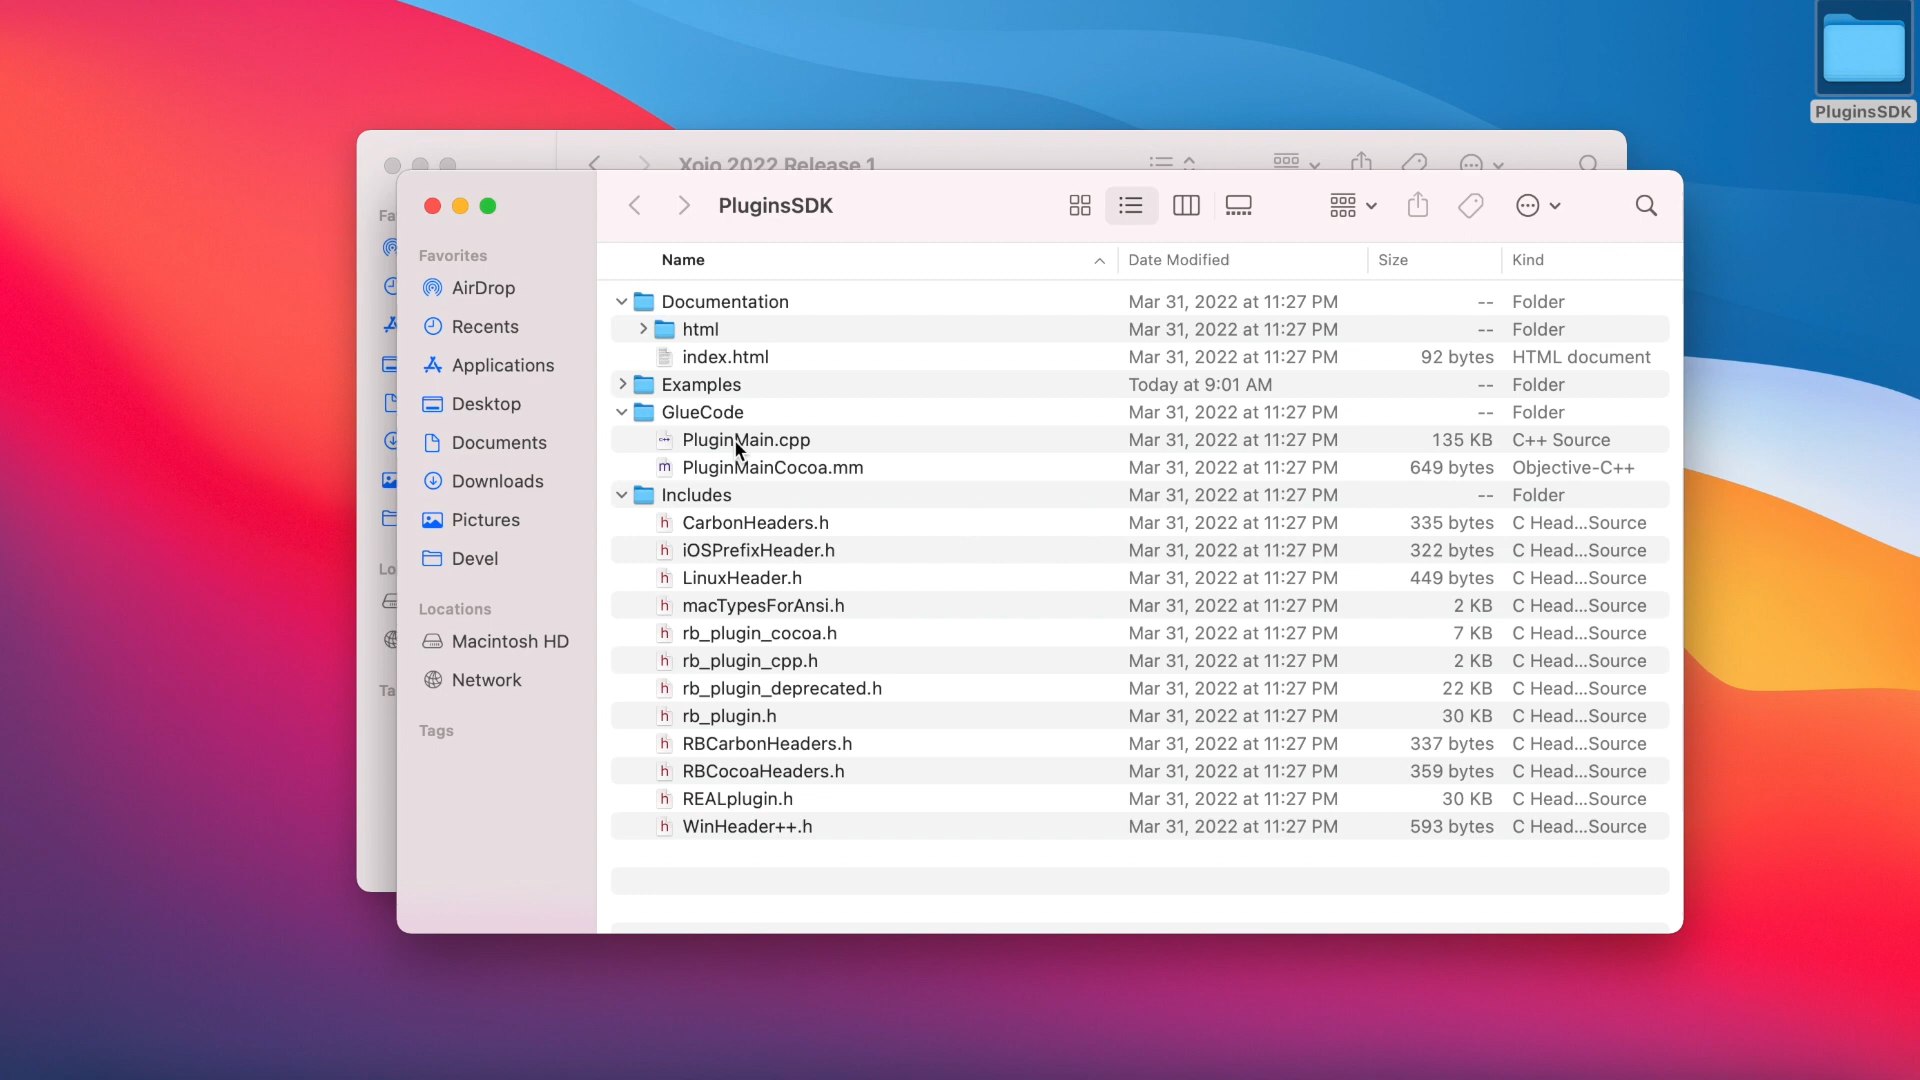 PluginsSDK
Xojo 2022 Release 1
Fa
Lo
Ta
PluginsSDK
Favorites
AirDrop
Recents
Applications
Desktop
Documents
Downloads
Pictures
Devel
Locations
Macintosh HD
Network
Tags
Name Date Modified Size Kind
Documentation Mar 31, 2022 at 11:27 PM -- Folder
html Mar 31, 2022 at 11:27 PM -- Folder
index.html Mar 31, 2022 at 11:27 PM 92 bytes HTML document
Examples Today at 9:01 AM -- Folder
GlueCode Mar 31, 2022 at 11:27 PM -- Folder
PluginMain.cpp Mar 31, 2022 at 11:27 PM 135 KB C++ Source
PluginMainCocoa.mm Mar 31, 2022 at 11:27 PM 649 bytes Objective-C++
Includes Mar 31, 2022 at 11:27 PM -- Folder
CarbonHeaders.h Mar 31, 2022 at 11:27 PM 335 bytes C Head...Source
iOSPrefixHeader.h Mar 31, 2022 at 11:27 PM 322 bytes C Head...Source
LinuxHeader.h Mar 31, 2022 at 11:27 PM 449 bytes C Head...Source
macTypesForAnsi.h Mar 31, 2022 at 11:27 PM 2 KB C Head...Source
rb_plugin_cocoa.h Mar 31, 2022 at 11:27 PM 7 KB C Head...Source
rb_plugin_cpp.h Mar 31, 2022 at 11:27 PM 2 KB C Head...Source
rb_plugin_deprecated.h Mar 31, 2022 at 11:27 PM 22 KB C Head...Source
rb_plugin.h Mar 31, 2022 at 11:27 PM 30 KB C Head...Source
RBCarbonHeaders.h Mar 31, 2022 at 11:27 PM 337 bytes C Head...Source
RBCocoaHeaders.h Mar 31, 2022 at 11:27 PM 359 bytes C Head...Source
REALplugin.h Mar 31, 2022 at 11:27 PM 30 KB C Head...Source
WinHeader++.h Mar 31, 2022 at 11:27 PM 593 bytes C Head...Source